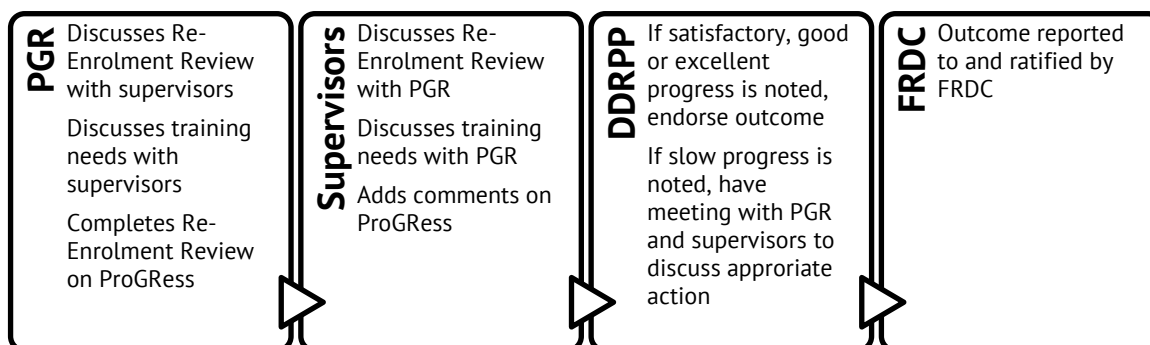 PGR
Discusses Re-
Enrolment Review
with supervisors
Discusses training
needs with
supervisors
Completes Re-
Enrolment Review
on ProGRess
Supervisors
Discusses Re-
Enrolment Review
with PGR
Discusses training
needs with PGR
Adds comments on
ProGRess
DDRPP
If satisfactory, good
or excellent
progress is noted,
endorse outcome
If slow progress is
noted, have
meeting with PGR
and supervisors to
discuss approriate
action
FRDC
Outcome reported
to and ratified by
FRDC